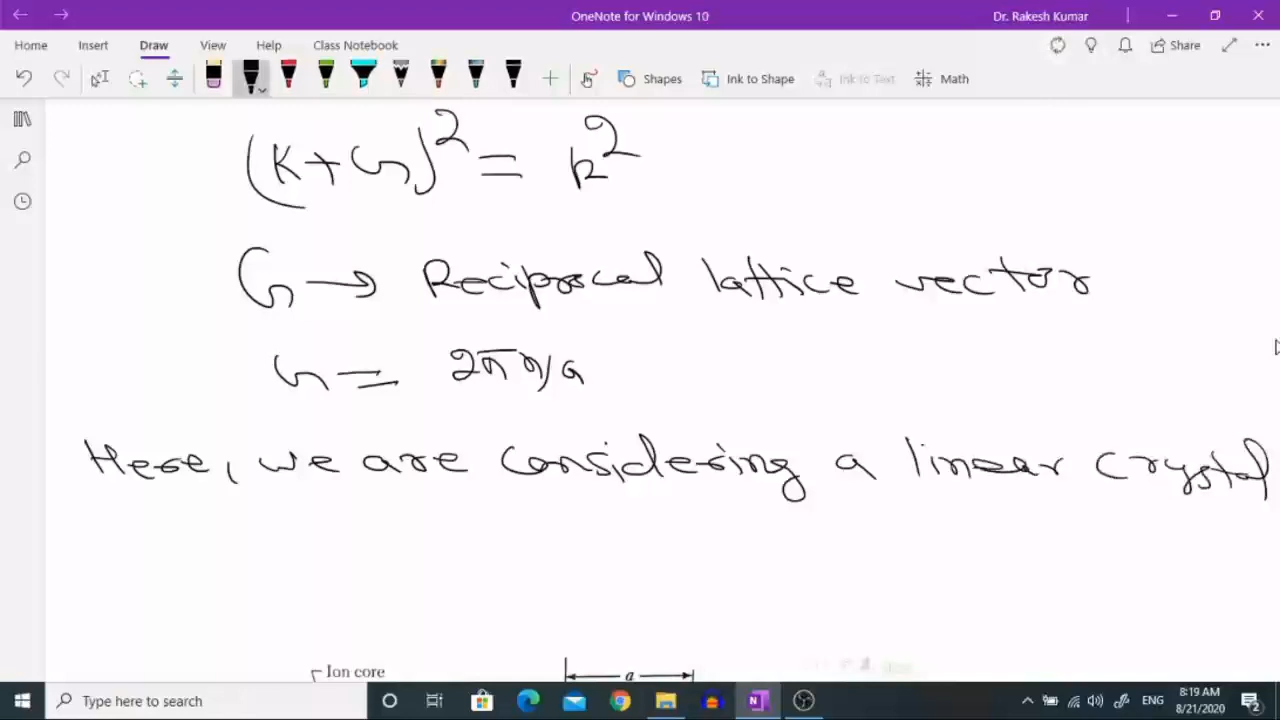 OneNote for Windows 10
Dr. Rakesh Kumar
Home Insert Draw View Help Class Notebook
Share
Shapes Ink to Shape Ink to Text Math
(K+G)² = k²
G → Reciprocal lattice vector
G = 2πn/a
Here, we are considering a linear crystal
Ion core
a
Type here to search
ENG
8:19 AM
8/21/2020
2